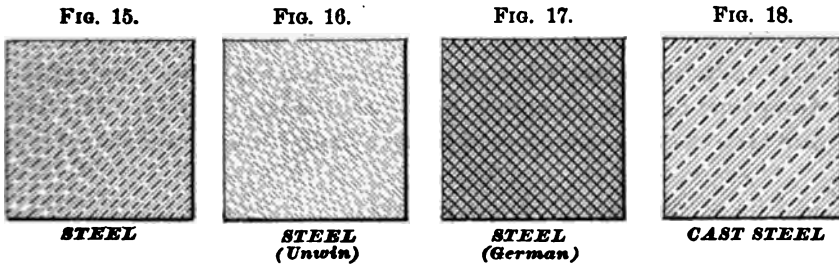 FIG. 15. FIG. 16. FIG. 17. FIG. 18.
STEEL STEEL STEEL CAST STEEL
(Unwin) (German)